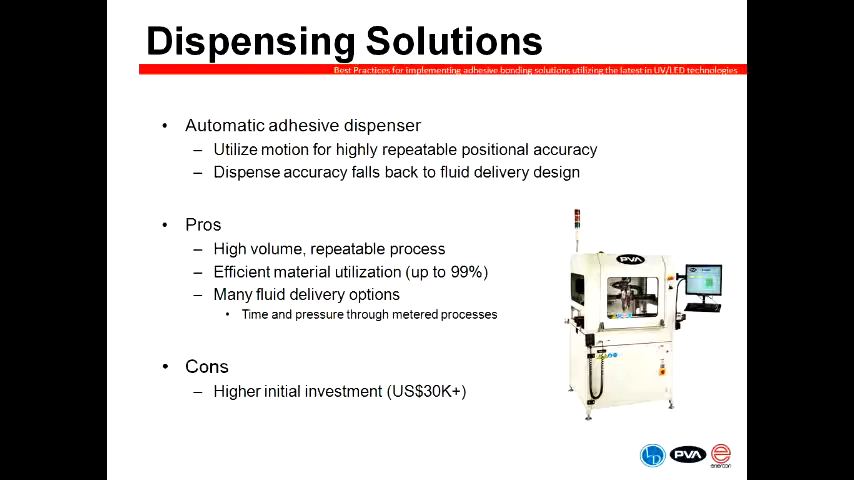 Dispensing Solutions
Best Practices for implementing adhesive bonding solutions utilizing the latest in UV/LED technologies
• Automatic adhesive dispenser
– Utilize motion for highly repeatable positional accuracy
– Dispense accuracy falls back to fluid delivery design
• Pros
– High volume, repeatable process
– Efficient material utilization (up to 99%)
– Many fluid delivery options
• Time and pressure through metered processes
• Cons
– Higher initial investment (US$30K+)
PVA
LD PVA enercon